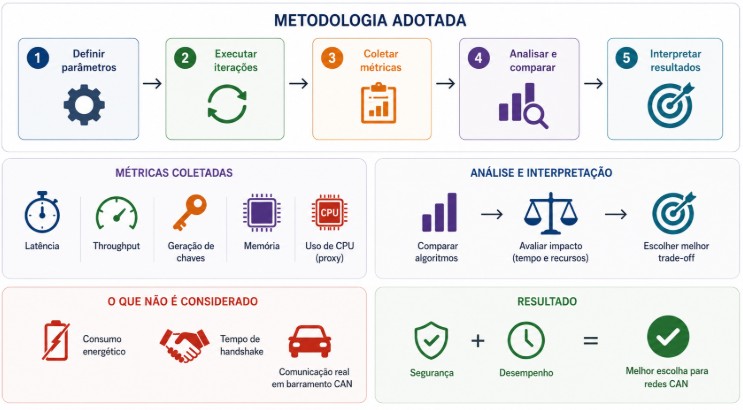 METODOLOGIA ADOTADA
1
Definir
parâmetros
2
Executar
iterações
3
Coletar
métricas
4
Analisar e
comparar
5
Interpretar
resultados
MÉTRICAS COLETADAS
Latência
Throughput
Geração de
chaves
Memória
CPU
Uso de CPU
(proxy)
ANÁLISE E INTERPRETAÇÃO
Comparar
algoritmos
Avaliar impacto
(tempo e recursos)
Escolher melhor
trade-off
O QUE NÃO É CONSIDERADO
Consumo
energético
Tempo de
handshake
Comunicação real
em barramento CAN
RESULTADO
Segurança
+
Desempenho
=
Melhor escolha para
redes CAN